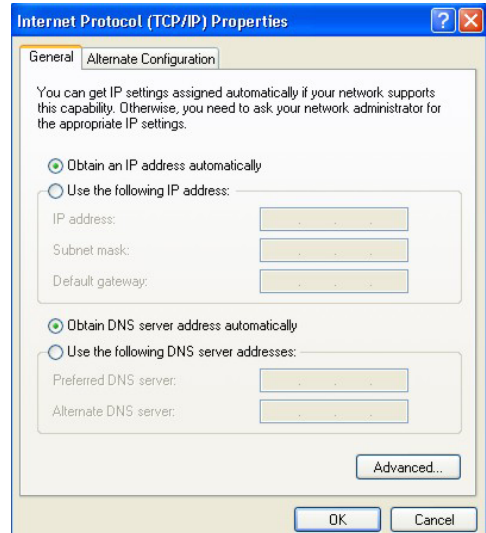 Internet Protocol (TCP/IP) Properties
General
Alternate Configuration
You can get IP settings assigned automatically if your network supports
this capability. Otherwise, you need to ask your network administrator for
the appropriate IP settings.
Obtain an IP address automatically
Use the following IP address:
IP address:
Subnet mask:
Default gateway:
Obtain DNS server address automatically
Use the following DNS server addresses:
Preferred DNS server:
Alternate DNS server:
Advanced...
OK
Cancel